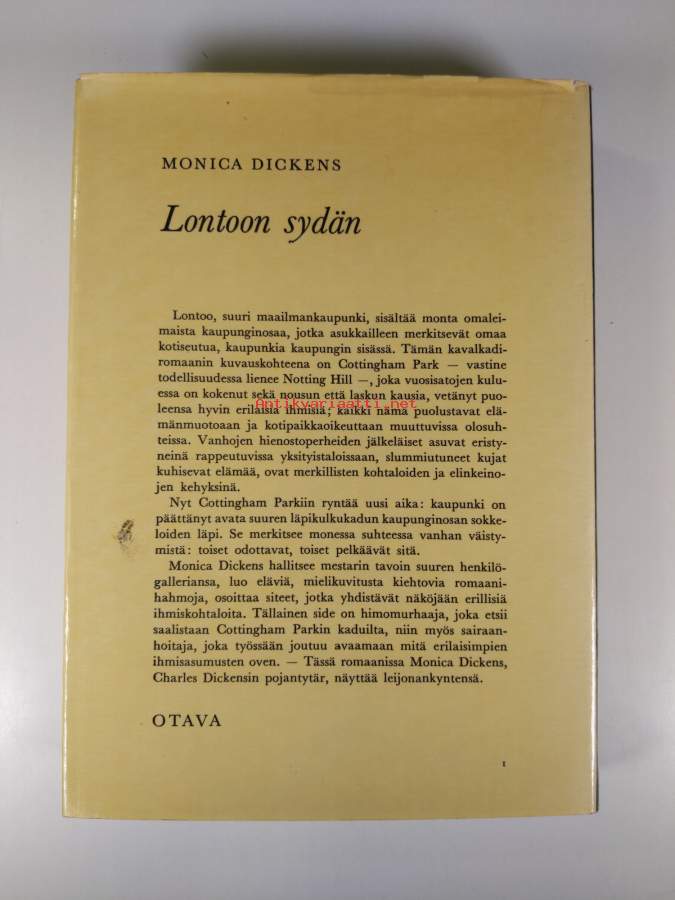 MONICA DICKENS
Lontoon sydän
Lontoo, suuri maailmankaupunki, sisältää monta omalei-
maista kaupunginosaa, jotka asukkailleen merkitsevät omaa
kotiseutua, kaupunkia kaupungin sisässä. Tämän kavalkadi-
romaanin kuvauskohteena on Cottingham Park — vastine
todellisuudessa lienee Notting Hill —, joka vuosisatojen kulu-
essa on kokenut sekä nousun että laskun kausia, vetänyt puo-
Antikvariaatti.net
leensa hyvin erilaisia ihmisiä; kaikki nämä puolustavat elä-
mänmuotoaan ja kotipaikkaoikeuttaan muuttuvissa olosuh-
teissa. Vanhojen hienostoperheiden jälkeläiset asuvat eristy-
neinä rappeutuvissa yksityistaloissaan, slummiutuneet kujat
kuhisevat elämää, ovat merkillisten kohtaloiden ja elinkeino-
jen kehyksinä.
Nyt Cottingham Parkiin ryntää uusi aika: kaupunki on
päättänyt avata suuren läpikulkukadun kaupunginosan sokke-
loiden läpi. Se merkitsee monessa suhteessa vanhan väisty-
mistä: toiset odottavat, toiset pelkäävät sitä.
Monica Dickens hallitsee mestarin tavoin suuren henkilö-
galleriansa, luo eläviä, mielikuvitusta kiehtovia romaani-
hahmoja, osoittaa siteet, jotka yhdistävät näköjään erillisiä
ihmiskohtaloita. Tällainen side on himomurhaaja, joka etsii
saalistaan Cottingham Parkin kaduilta, niin myös sairaan-
hoitaja, joka työssään joutuu avaamaan mitä erilaisimpien
ihmisasumusten oven. — Tässä romaanissa Monica Dickens,
Charles Dickensin pojantytär, näyttää leijonankyntensä.
OTAVA
1